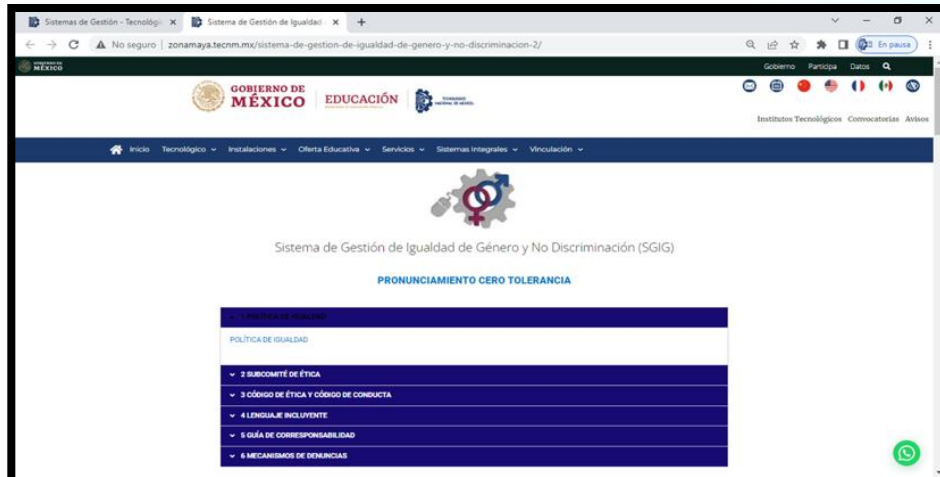 Sistemas de Gestión - Tecnológi
Sistema de Gestión de Igualdad
En pausa
No seguro | zonamaya.tecnm.mx/sistema-de-gestion-de-igualdad-de-genero-y-no-discriminacion-2/
MÉXICO
Gobierno Participa Datos
GOBIERNO DE
MÉXICO
EDUCACIÓN
Institutos Tecnológicos Convocatorias Avisos
Inicio Tecnológico Instalaciones Oferta Educativa Servicios Sistemas Integrales Vinculación
Sistema de Gestión de Igualdad de Género y No Discriminación (SGIG)
PRONUNCIAMIENTO CERO TOLERANCIA
1 POLÍTICA DE IGUALDAD
POLÍTICA DE IGUALDAD
2 SUBCOMITÉ DE ÉTICA
3 CÓDIGO DE ÉTICA Y CÓDIGO DE CONDUCTA
4 LENGUAJE INCLUYENTE
5 GUÍA DE CORRESPONSABILIDAD
6 MECANISMOS DE DENUNCIAS